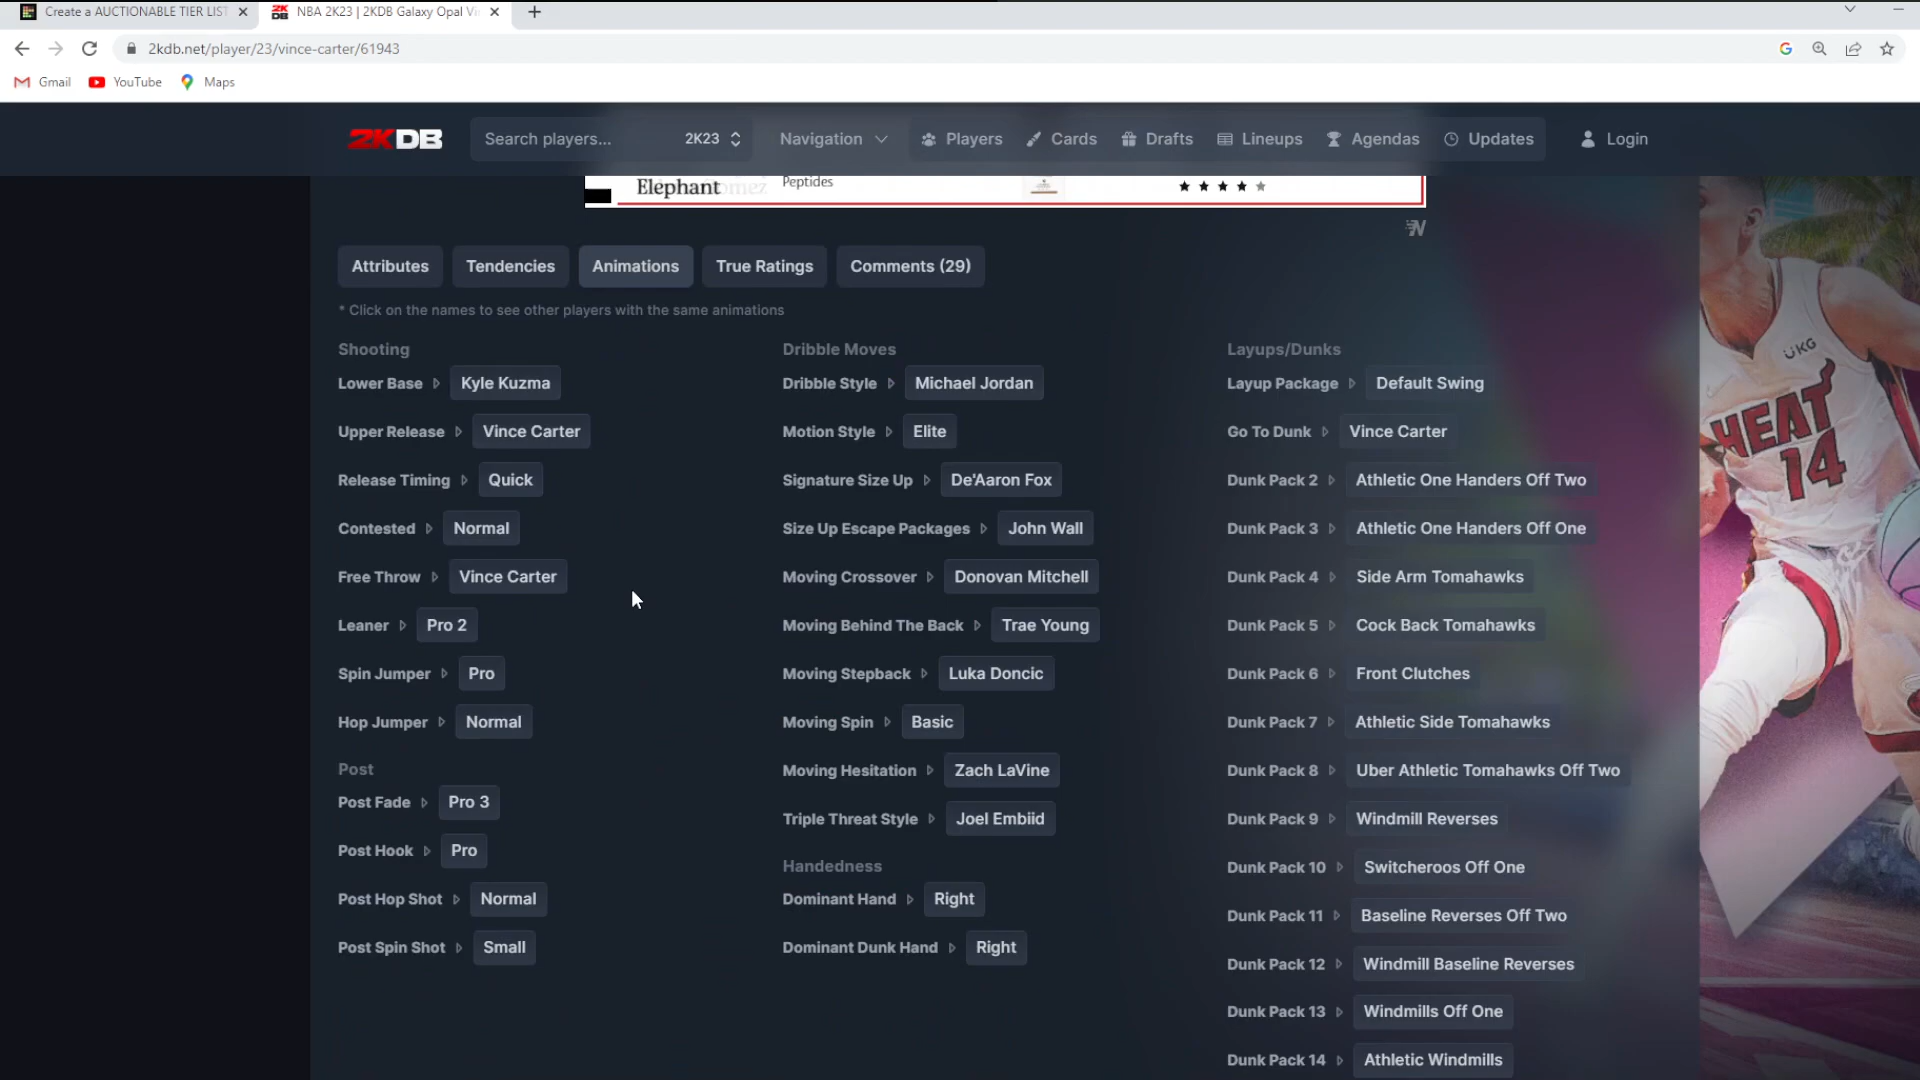 Create a AUCTIONABLE TIER LIST
NBA 2K23 | 2KDB Galaxy Opal Vi
2kdb.net/player/23/vince-carter/61943
Gmail
YouTube
Maps
2KDB
Search players...
2K23
Navigation
Players
Cards
Drafts
Lineups
Agendas
Updates
Login
Elephant
Peptides
Attributes
Tendencies
Animations
True Ratings
Comments (29)
* Click on the names to see other players with the same animations
Shooting
Lower Base Kyle Kuzma
Upper Release Vince Carter
Release Timing Quick
Contested Normal
Free Throw Vince Carter
Leaner Pro 2
Spin Jumper Pro
Hop Jumper Normal
Post
Post Fade Pro 3
Post Hook Pro
Post Hop Shot Normal
Post Spin Shot Small
Dribble Moves
Dribble Style Michael Jordan
Motion Style Elite
Signature Size Up De'Aaron Fox
Size Up Escape Packages John Wall
Moving Crossover Donovan Mitchell
Moving Behind The Back Trae Young
Moving Stepback Luka Doncic
Moving Spin Basic
Moving Hesitation Zach LaVine
Triple Threat Style Joel Embiid
Handedness
Dominant Hand Right
Dominant Dunk Hand Right
Layups/Dunks
Layup Package Default Swing
Go To Dunk Vince Carter
Dunk Pack 2 Athletic One Handers Off Two
Dunk Pack 3 Athletic One Handers Off One
Dunk Pack 4 Side Arm Tomahawks
Dunk Pack 5 Cock Back Tomahawks
Dunk Pack 6 Front Clutches
Dunk Pack 7 Athletic Side Tomahawks
Dunk Pack 8 Uber Athletic Tomahawks Off Two
Dunk Pack 9 Windmill Reverses
Dunk Pack 10 Switcheroos Off One
Dunk Pack 11 Baseline Reverses Off Two
Dunk Pack 12 Windmill Baseline Reverses
Dunk Pack 13 Windmills Off One
Dunk Pack 14 Athletic Windmills
UKG
HEAT
14